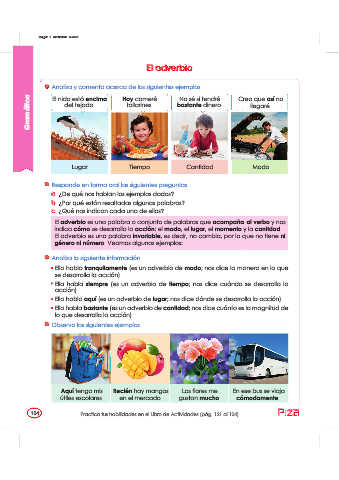 El adverbio
Gramática
Analiza y comenta acerca de los siguientes ejemplos
El nido está encima
del tejado
Hoy comeré
tallarines
No sé si tendré
bastante dinero
Creo que así no
llegaré
Lugar
Tiempo
Cantidad
Modo
Responde en forma oral las siguientes preguntas
a. ¿De qué nos hablan los ejemplos dados?
b. ¿Por qué están resaltadas algunas palabras?
c. ¿Qué nos indican cada una de ellas?
El adverbio es una palabra o conjunto de palabras que acompaña al verbo y nos
indica cómo se desarrolla la acción; el modo, el lugar, el momento y la cantidad
El adverbio es una palabra invariable, es decir, no cambia, por lo que no tiene ni
género ni número Veamos algunos ejemplos:
Analiza la siguiente información
• Ella habla tranquilamente (es un adverbio de modo; nos dice la manera en la que
se desarrolla la acción)
• Ella habla siempre (es un adverbio de tiempo; nos dice cuándo se desarrolla la
acción)
• Ella habla aquí (es un adverbio de lugar; nos dice dónde se desarrolla la acción)
• Ella habla bastante (es un adverbio de cantidad; nos dice cuánta es la magnitud de
lo que desarrolla la acción)
Observa los siguientes ejemplos
Aquí tengo mis
útiles escolares
Recién hay mangos
en el mercado
Las flores me
gustan mucho
En ese bus se viaja
cómodamente
104
Practica tus habilidades en el Libro de Actividades (pág. 131 al 134)